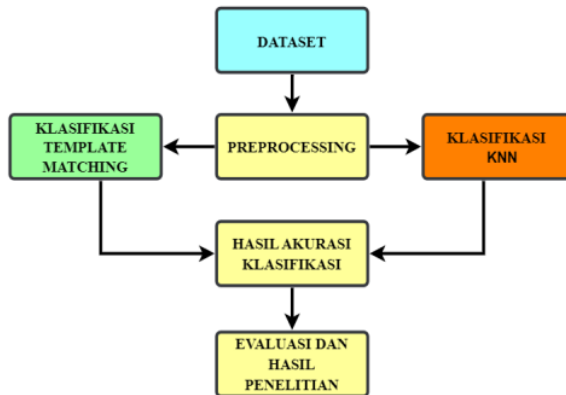 DATASET
KLASIFIKASI
TEMPLATE
MATCHING
PREPROCESSING
KLASIFIKASI
KNN
HASIL AKURASI
KLASIFIKASI
EVALUASI DAN
HASIL
PENELITIAN